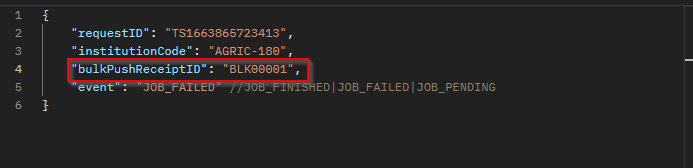 1 {
2 "requestID": "TS1663865723413",
3 "institutionCode": "AGRIC-180",
4 "bulkPushReceiptID": "BLK00001",
5 "event": "JOB_FAILED" //JOB_FINISHED|JOB_FAILED|JOB_PENDING
6 }